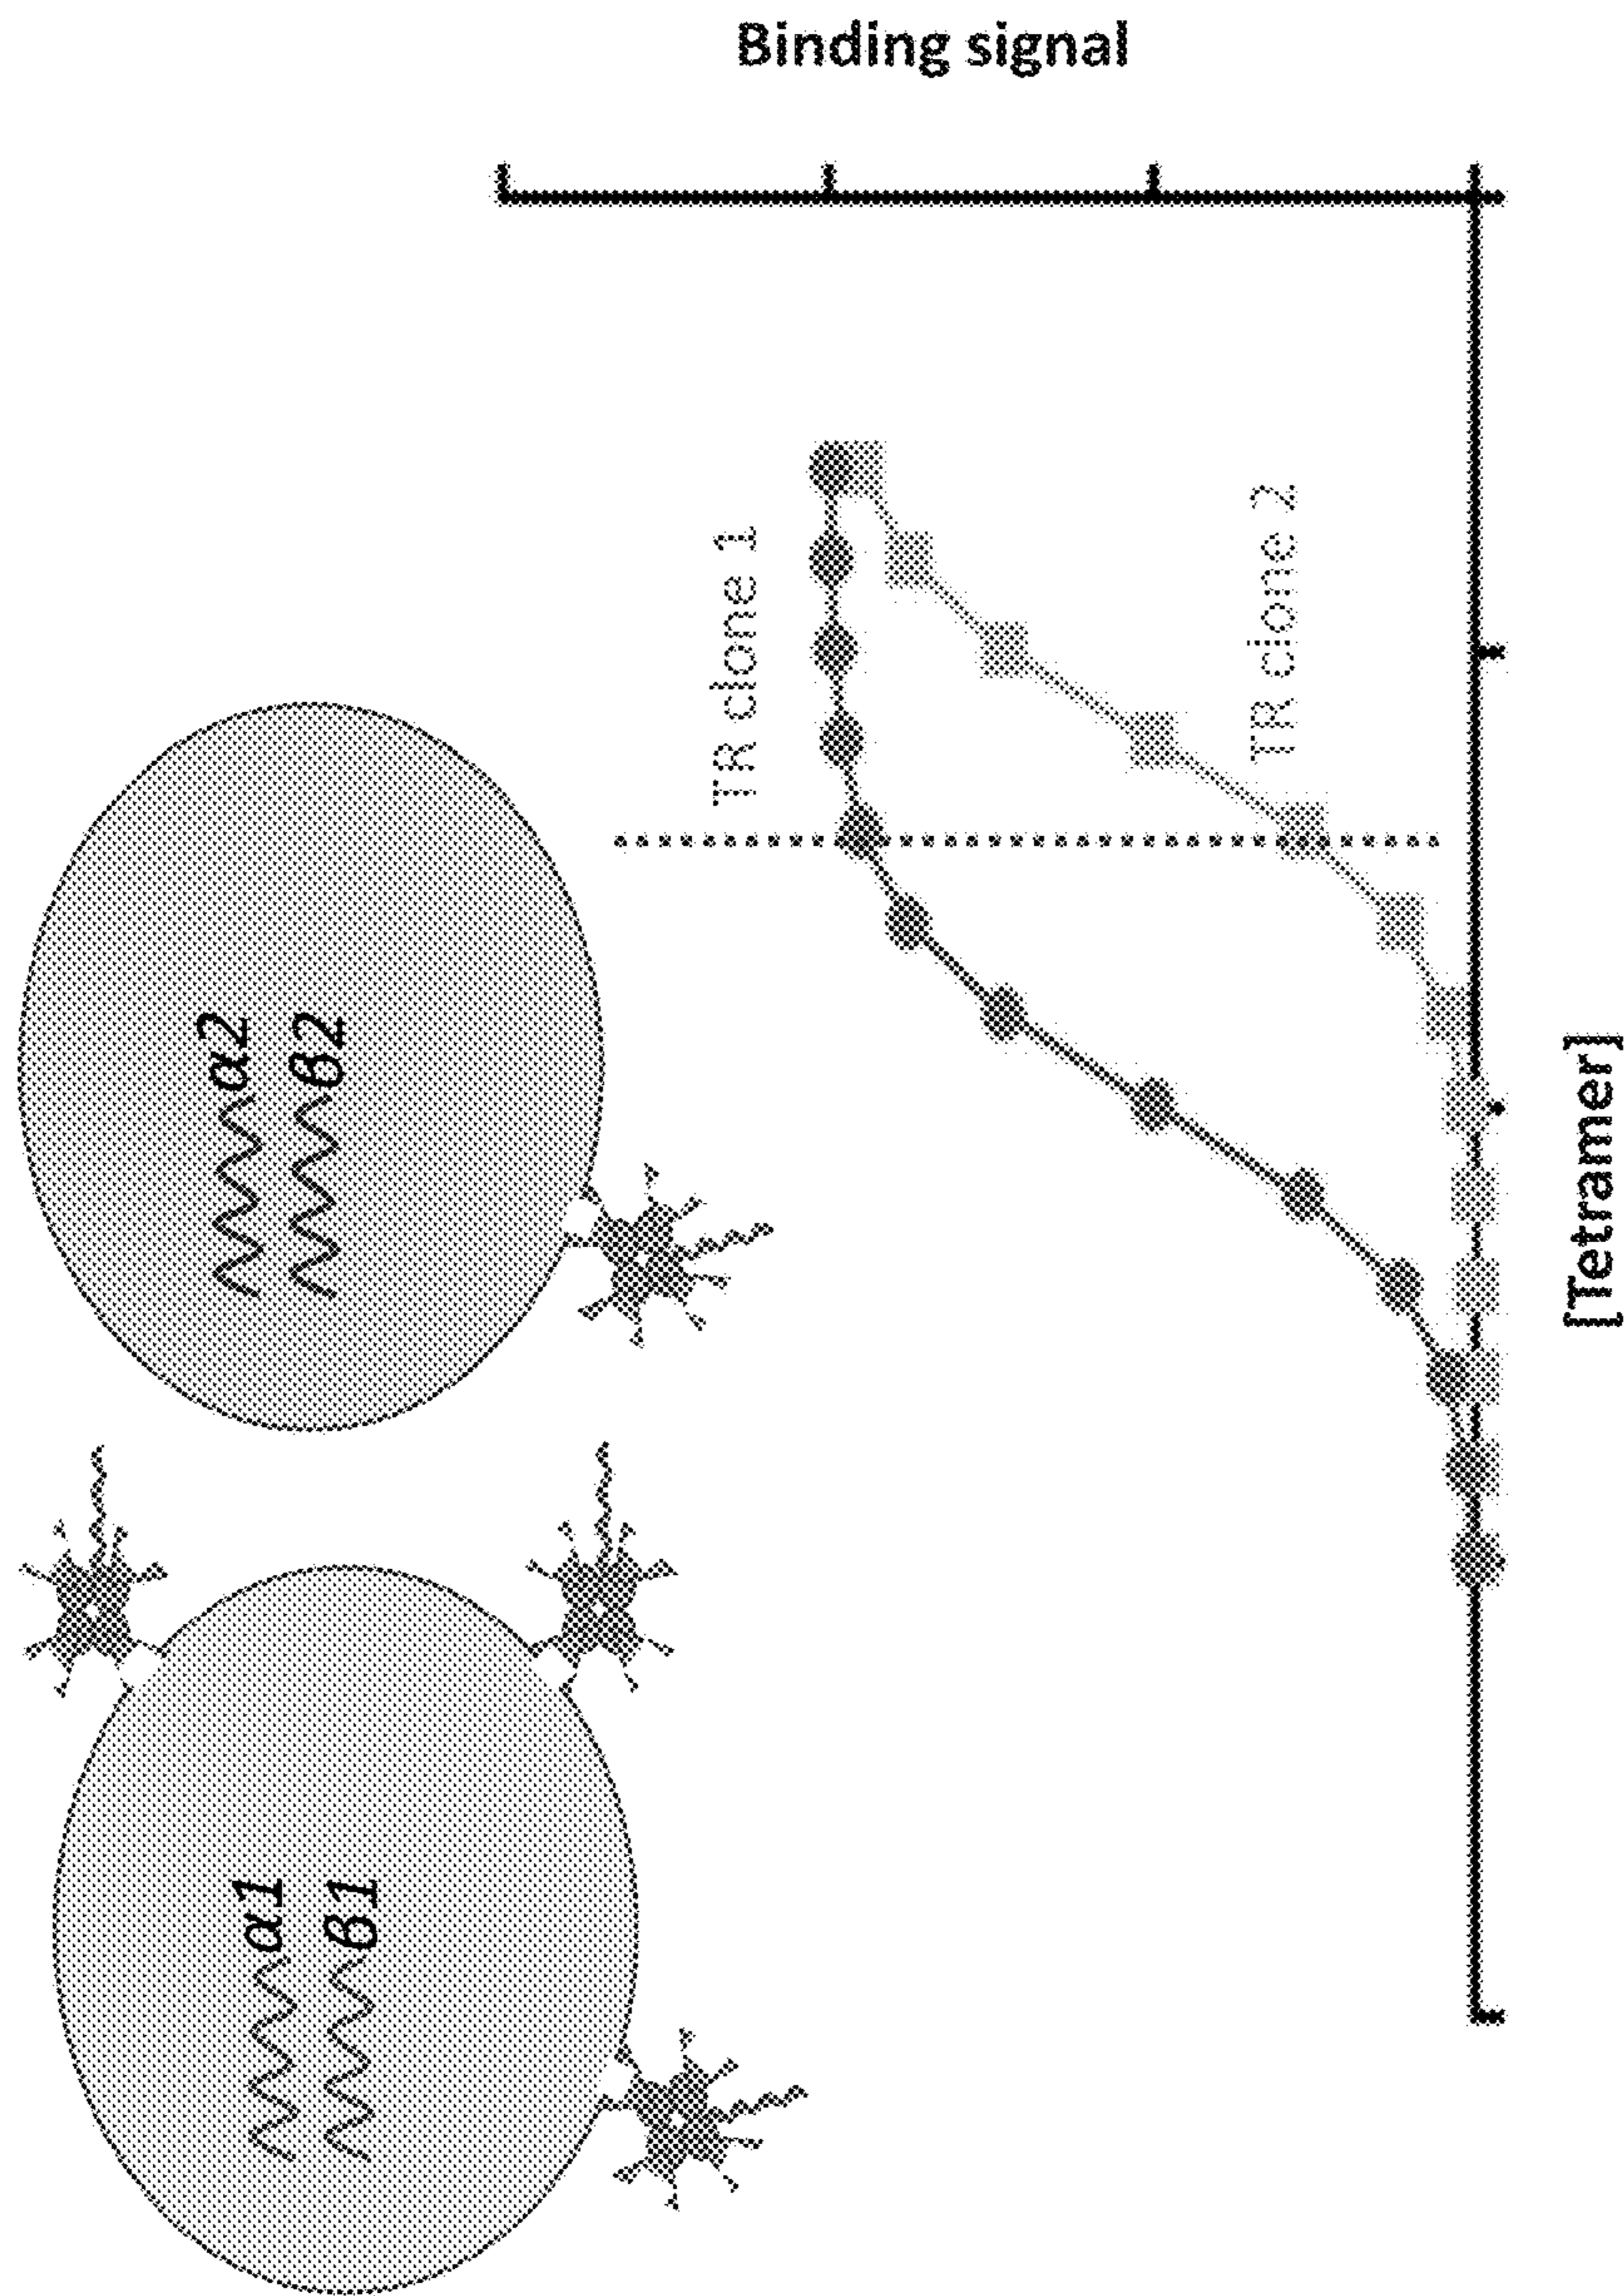 α1
β1
α2
β2
Binding signal
TR clone 1
TR clone 2
[Tetramer]